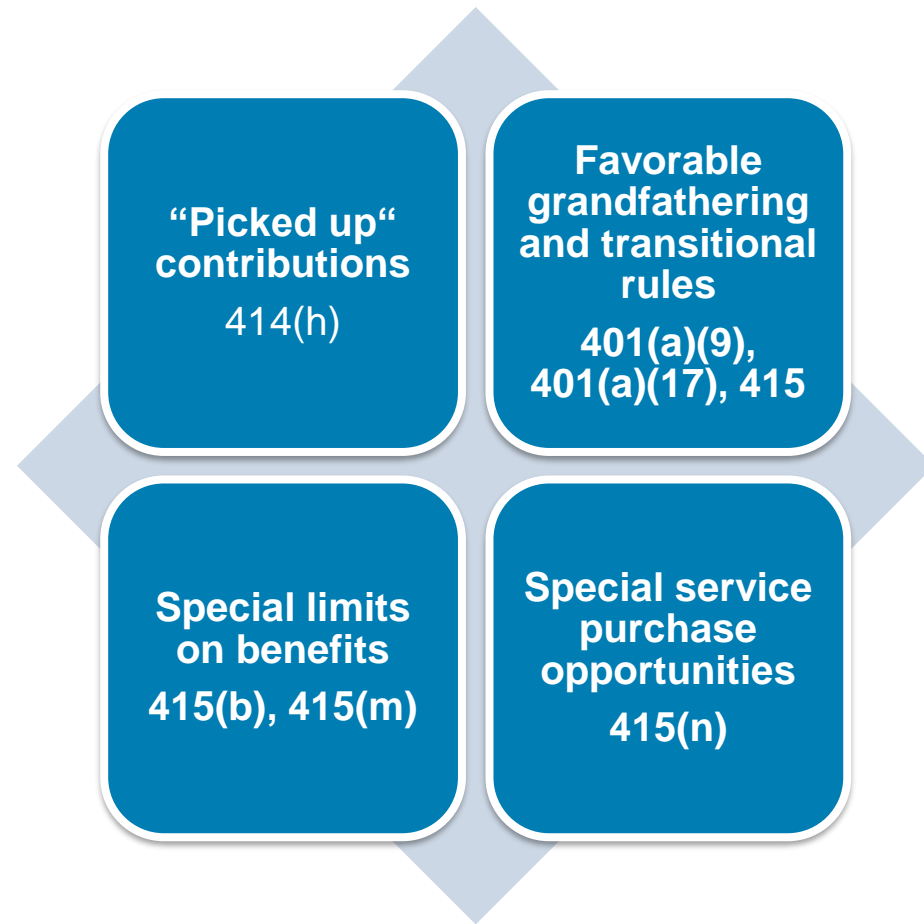 “Picked up“
contributions
414(h)
Favorable
grandfathering
and transitional
rules
401(a)(9),
401(a)(17), 415
Special limits
on benefits
415(b), 415(m)
Special service
purchase
opportunities
415(n)